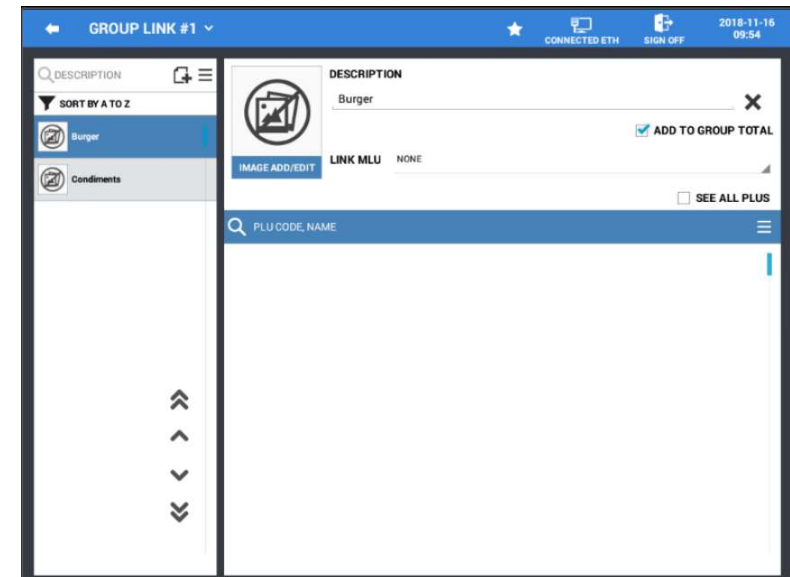 GROUP LINK #1
CONNECTED ETH
SIGN OFF
2018-11-16
09:54
DESCRIPTION
SORT BY A TO Z
Burger
Condiments
IMAGE ADD/EDIT
DESCRIPTION
Burger
ADD TO GROUP TOTAL
LINK MLU NONE
SEE ALL PLUS
PLU CODE, NAME